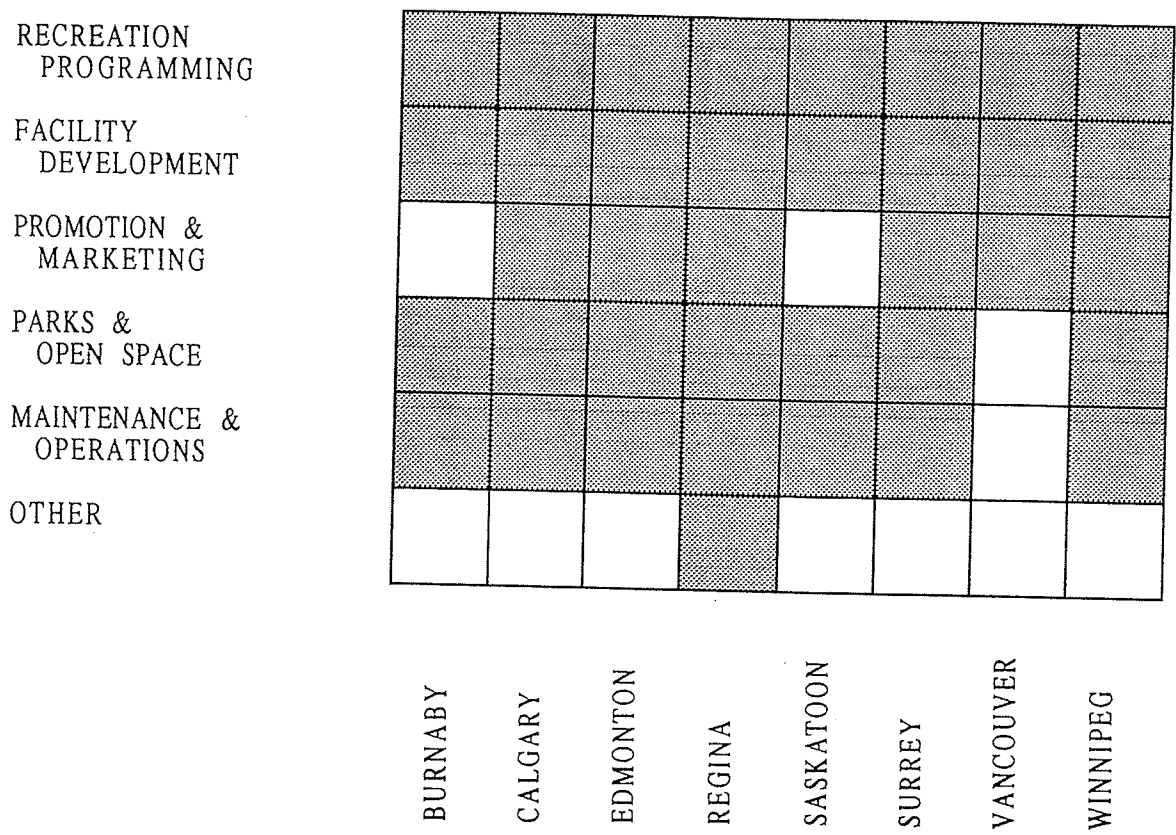 RECREATION
PROGRAMMING
FACILITY
DEVELOPMENT
PROMOTION &
MARKETING
PARKS &
OPEN SPACE
MAINTENANCE &
OPERATIONS
OTHER
BURNABY
CALGARY
EDMONTON
REGINA
SASKATOON
SURREY
VANCOUVER
WINNIPEG